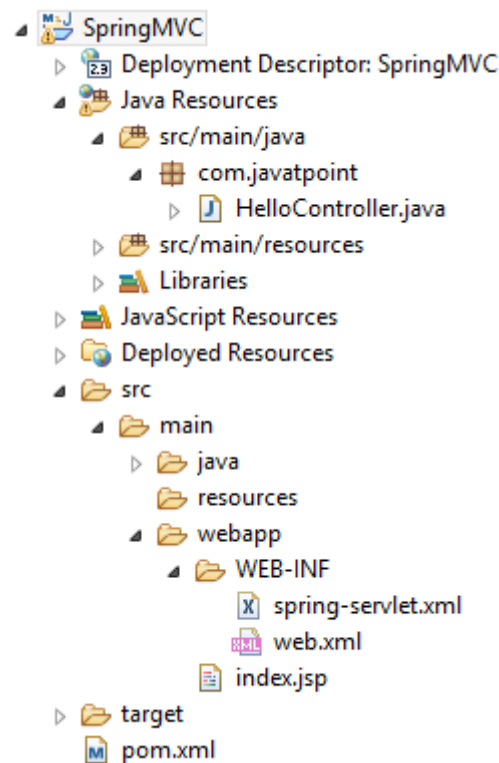 SpringMVC
Deployment Descriptor: SpringMVC
Java Resources
src/main/java
com.javatpoint
HelloController.java
src/main/resources
Libraries
JavaScript Resources
Deployed Resources
src
main
java
resources
webapp
WEB-INF
spring-servlet.xml
web.xml
index.jsp
target
pom.xml